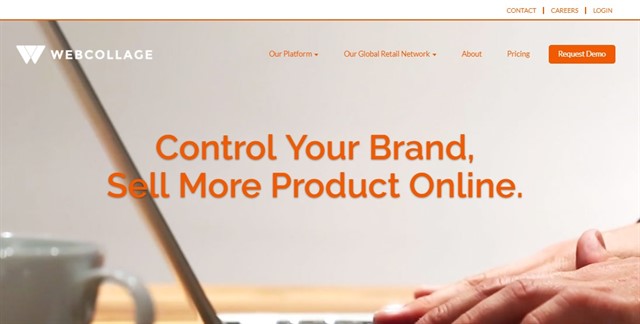 CONTACT | CAREERS | LOGIN
WEBCOLLAGE
Our Platform Our Global Retail Network About Pricing Request Demo
Control Your Brand,
Sell More Product Online.